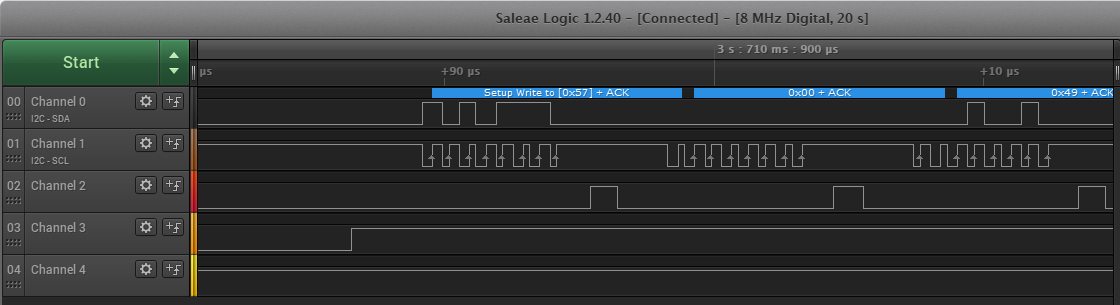 Saleae Logic 1.2.40 - [Connected] - [8 MHz Digital, 20 s]
Start
3 s : 710 ms : 900 µs
µs +90 µs +10 µs
Setup Write to [0x57] + ACK 0x00 + ACK 0x49 + ACK
00 Channel 0
I2C - SDA
01 Channel 1
I2C - SCL
02 Channel 2
03 Channel 3
04 Channel 4